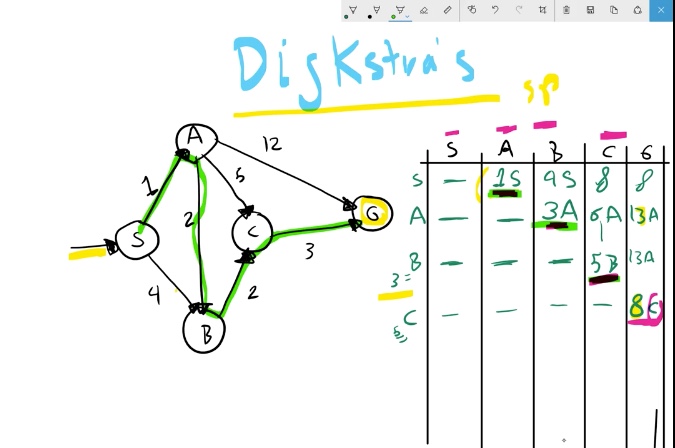 Dijkstra's
SP
A
12
5
1
2
G
S
C
3
4
2
B
S A B C G
S — 1S 4S 8 8
A — — 3A 6A 13A
B — — — 5B 13A
3 =
C — — — — 8C
5